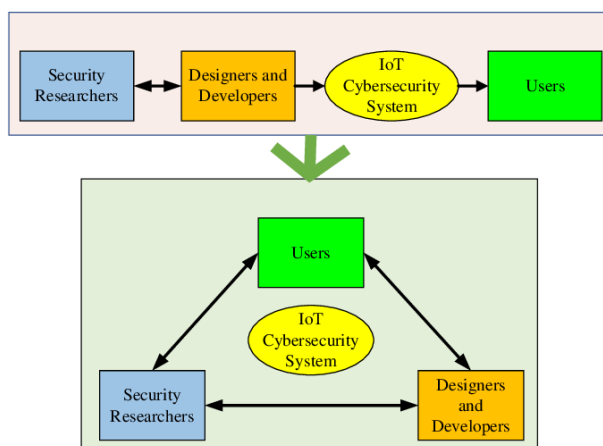 Security
Researchers
Designers and
Developers
IoT
Cybersecurity
System
Users
Users
IoT
Cybersecurity
System
Security
Researchers
Designers
and
Developers